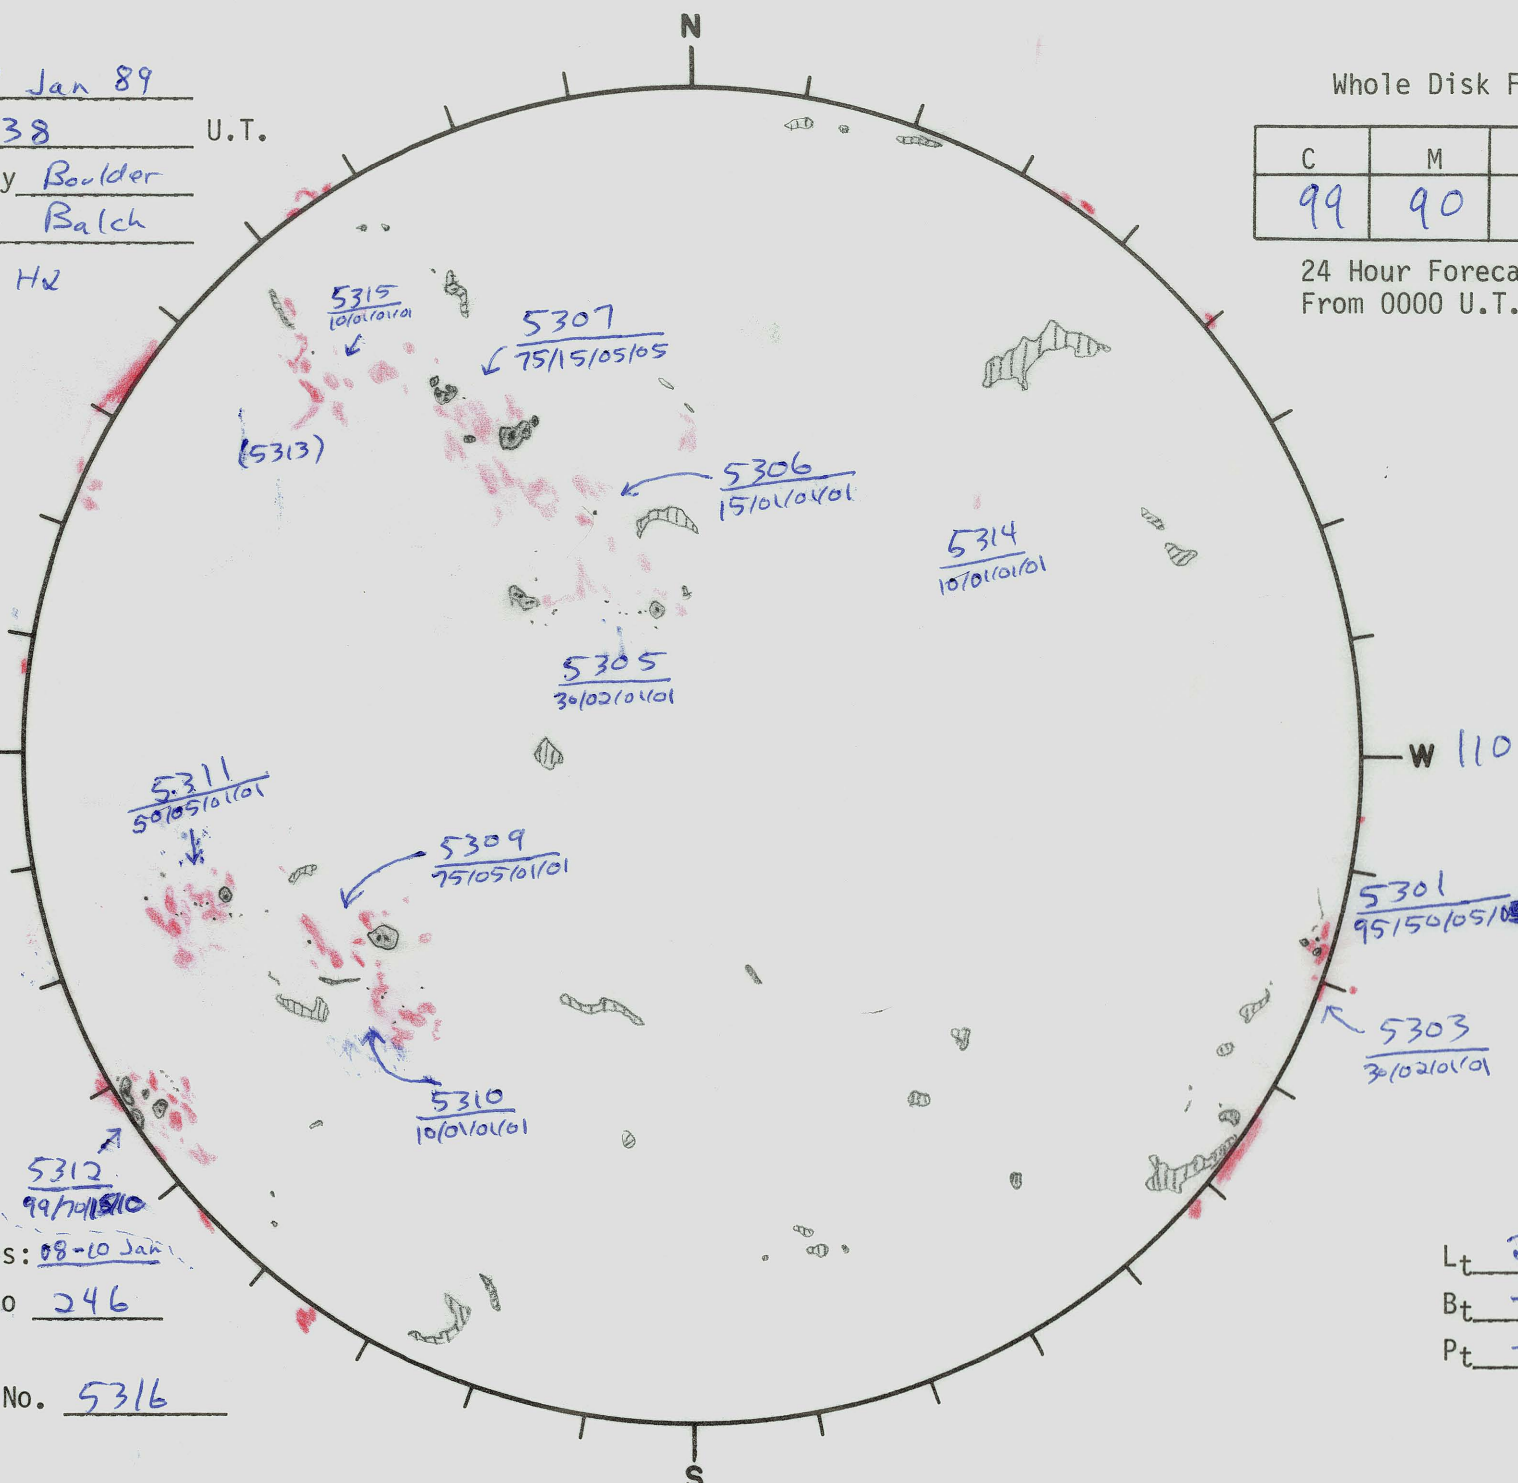 N
Jan 89
38 U.T.
y Boulder
Balch
Hα
Whole Disk F
C M
99 90
24 Hour Foreca
From 0000 U.T.
5315
10/01/01/01
5307
75/15/05/05
(5313)
5306
15/01/01/01
5314
10/01/01/01
5305
30/02/01/01
W 110
5311
50/05/01/01
5309
75/05/01/01
5301
95/50/05/
5303
30/02/01/01
5310
10/01/01/01
5312
99/70/15/10
s: 08-10 Jan
o 246
No. 5316
Lt
Bt
Pt
S